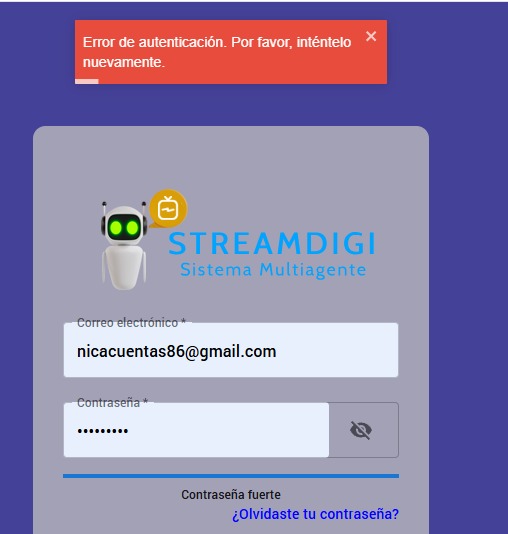 Error de autenticación. Por favor, inténtelo
nuevamente.
STREAMDIGI
Sistema Multiagente
Correo electrónico *
nicacuentas86@gmail.com
Contraseña *
•••••••••
Contraseña fuerte
¿Olvidaste tu contraseña?